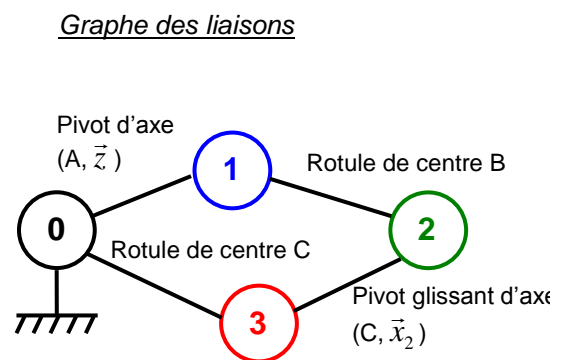 Graphe des liaisons
Pivot d'axe
(A, z⃗ )
1
Rotule de centre B
0
2
Rotule de centre C
3
Pivot glissant d'axe
(C, x⃗₂ )